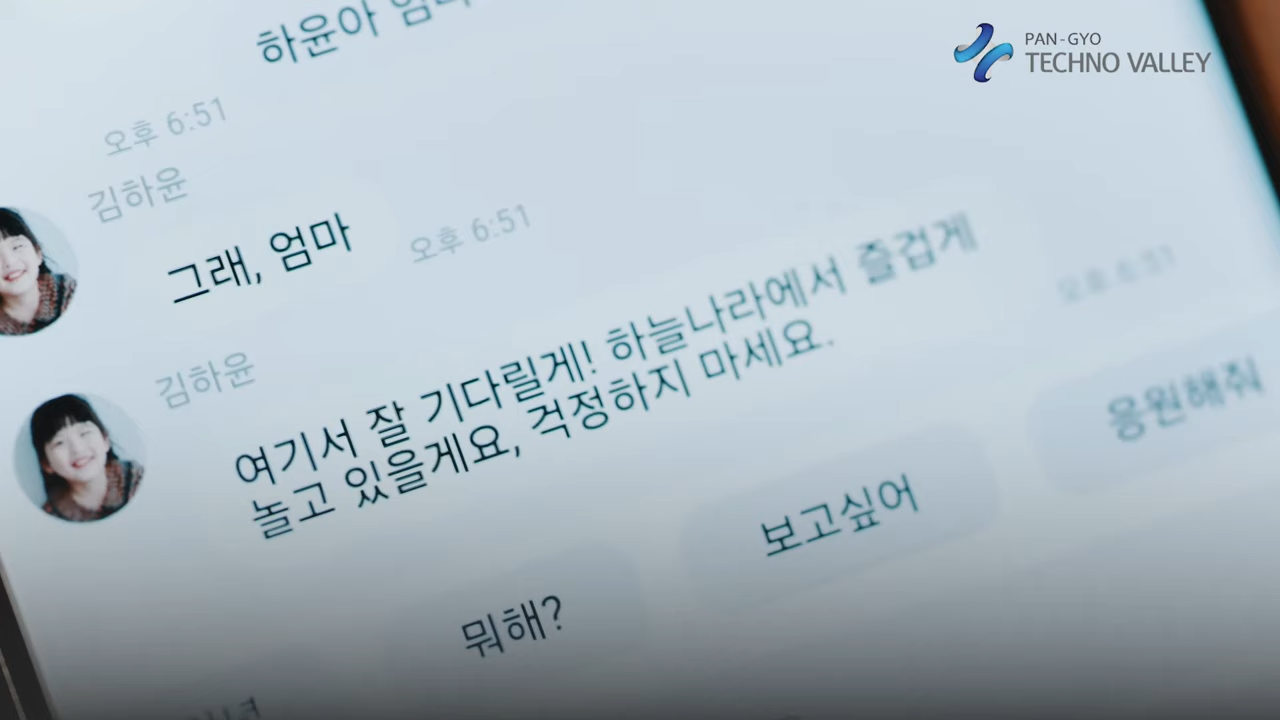 하윤아 엄마
PAN-GYO
TECHNO VALLEY
오후 6:51
김하윤
그래, 엄마
오후 6:51
김하윤
여기서 잘 기다릴게! 하늘나라에서 즐겁게
놀고 있을게요, 걱정하지 마세요.
오후 6:51
뭐해?
보고싶어
응원해줘